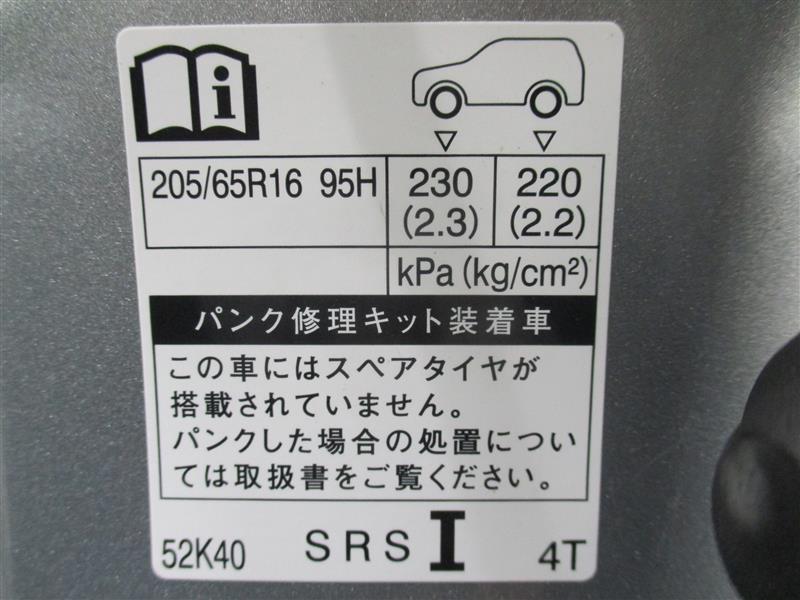 i
205/65R16 95H 230 220
(2.3) (2.2)
kPa (kg/cm²)
パンク修理キット装着車
この車にはスペアタイヤが
搭載されていません。
パンクした場合の処置につい
ては取扱書をご覧ください。
52K40 SRS I 4T